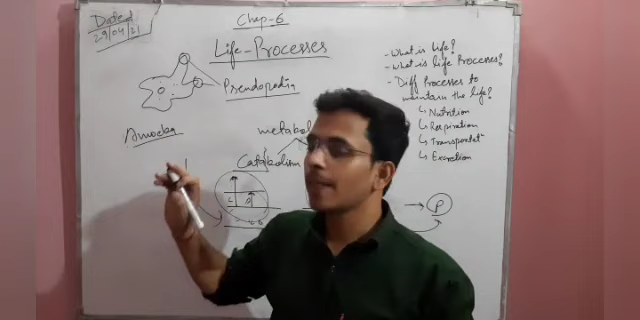 Dated
29/04/21
Chap-6
Life-Processes
Pseudopodia
Amoeba
-What is life?
-What is life Processes?
-Diff Processes to
maintain the life?
↳ Nutrition
↳ Respiration
↳ Transportatⁿ
↳ Excretion
metabol
Catabolism
P